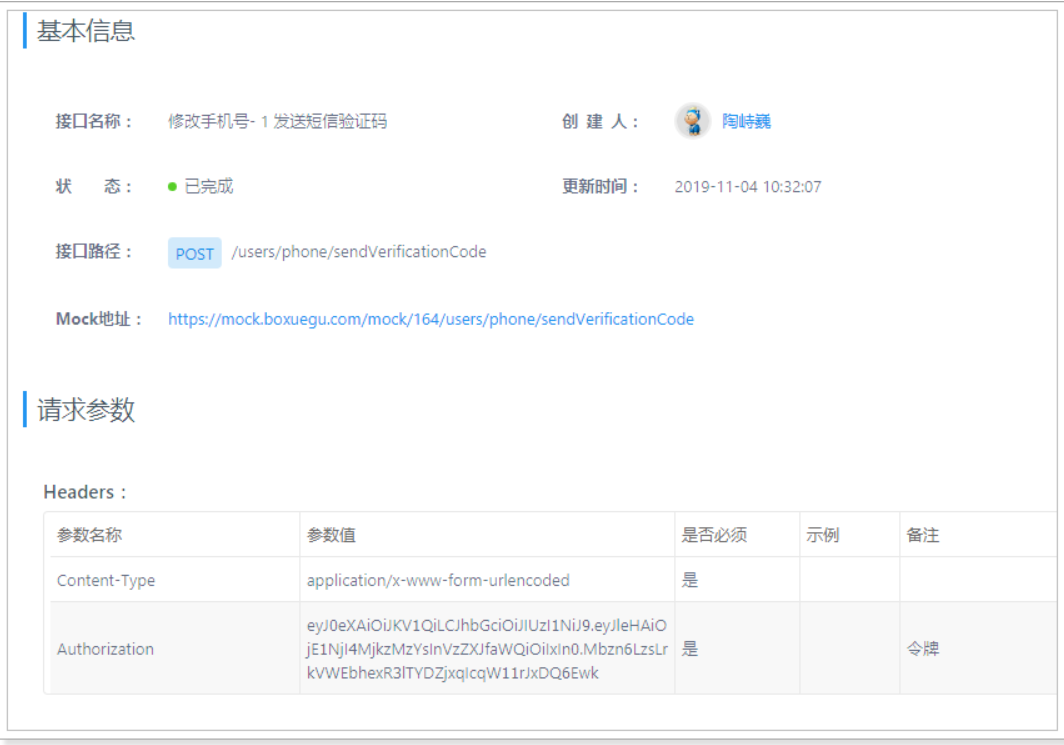 基本信息
接口名称： 修改手机号- 1 发送短信验证码 创 建 人： 陶峙巍
状 态： 已完成 更新时间： 2019-11-04 10:32:07
接口路径： POST /users/phone/sendVerificationCode
Mock地址： https://mock.boxuegu.com/mock/164/users/phone/sendVerificationCode
请求参数
Headers：
参数名称 参数值 是否必须 示例 备注
Content-Type application/x-www-form-urlencoded 是
eyJ0eXAiOiJKV1QiLCJhbGciOiJIUzI1NiJ9.eyJleHAiO
Authorization jE1NjI4MjkzMzYsInVzZXJfaWQiOiIxIn0.Mbzn6LzsLr 是 令牌
kVWEbhexR3lTYDZjxqIcqW11rJxDQ6Ewk